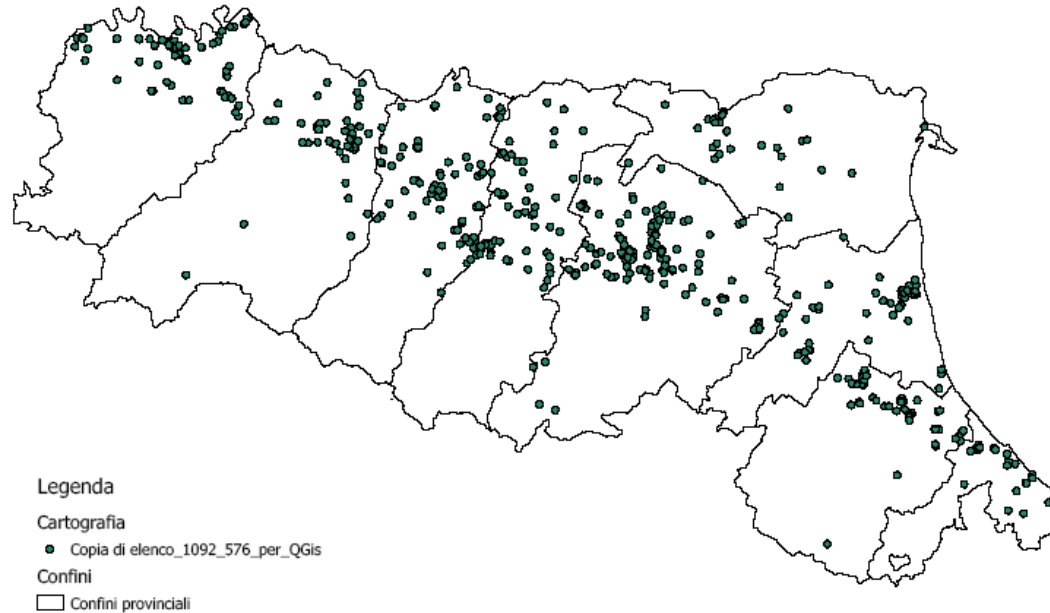 Legenda
Cartografia
Copia di elenco_1092_576_per_QGis
Confini
Confini provinciali